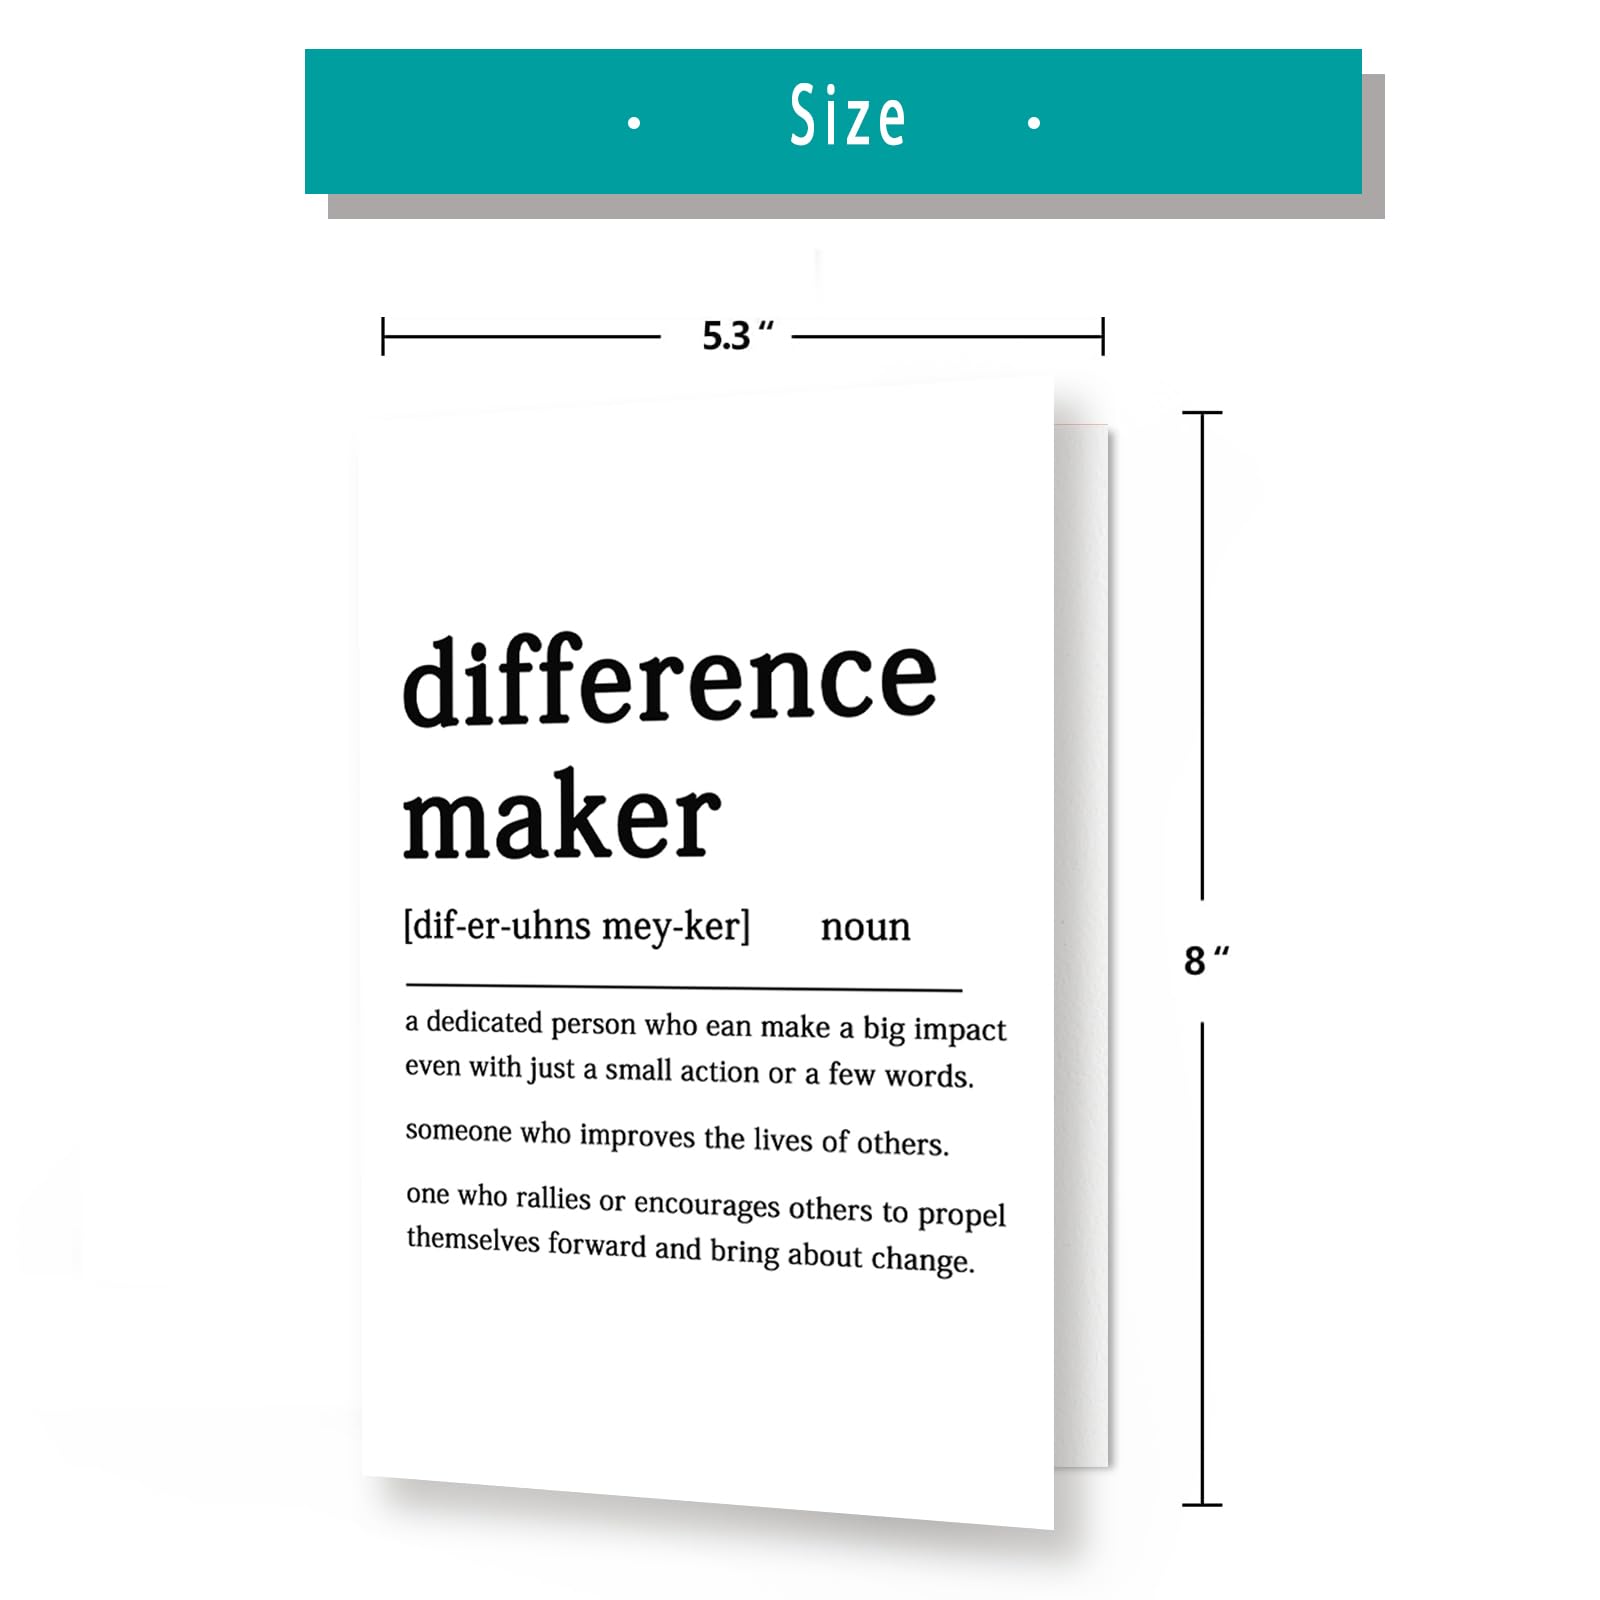 • Size •
5.3 “
difference
maker
[dif-er-uhns mey-ker] noun
a dedicated person who ean make a big impact
even with just a small action or a few words.
someone who improves the lives of others.
one who rallies or encourages others to propel
themselves forward and bring about change.
8 “